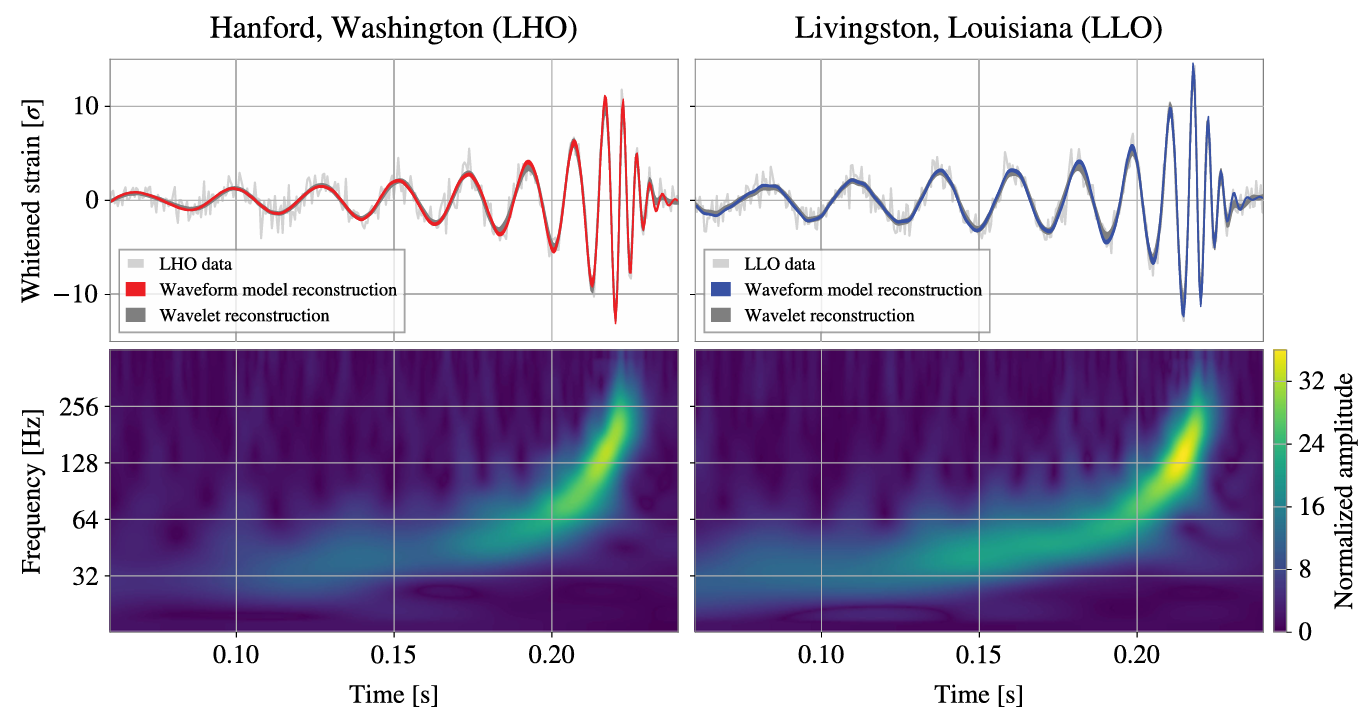 Hanford, Washington (LHO)
Livingston, Louisiana (LLO)
Whitened strain [σ]
10
0
−10
LHO data
Waveform model reconstruction
Wavelet reconstruction
LLO data
Waveform model reconstruction
Wavelet reconstruction
Frequency [Hz]
256
128
64
32
0.10
0.15
0.20
Time [s]
0.10
0.15
0.20
Time [s]
32
24
16
8
0
Normalized amplitude